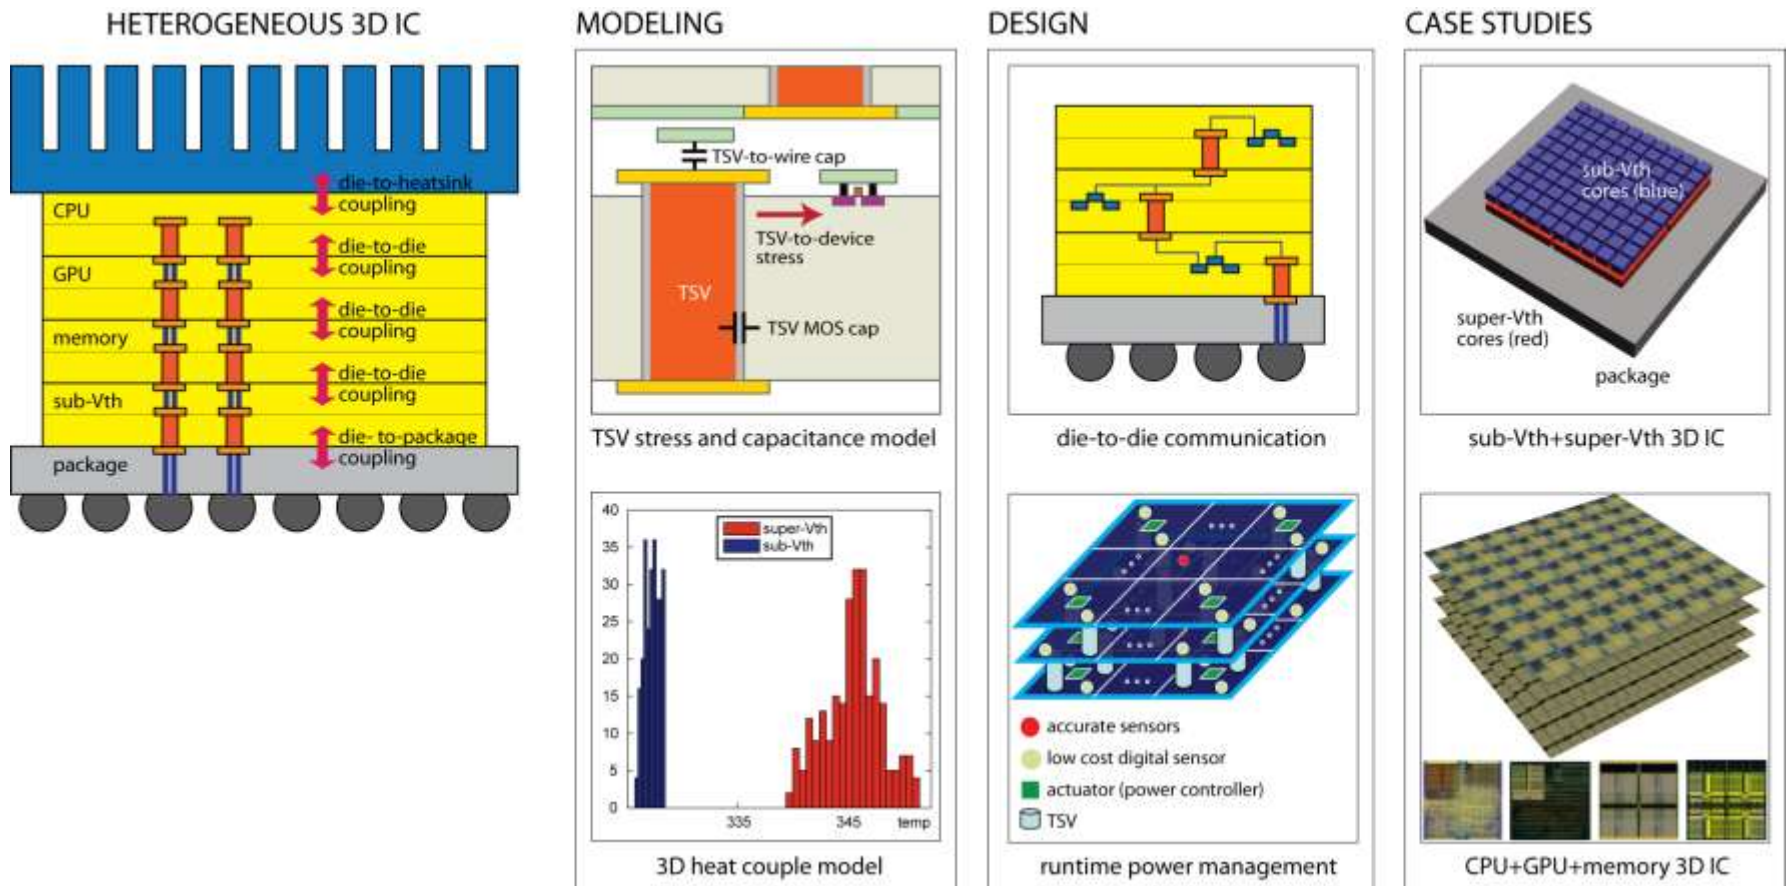 HETEROGENEOUS 3D IC
die-to-heatsink
coupling
CPU
die-to-die
coupling
GPU
die-to-die
coupling
memory
die-to-die
coupling
sub-Vth
die- to-package
coupling
package
MODELING
TSV-to-wire cap
TSV-to-device
stress
TSV
TSV MOS cap
TSV stress and capacitance model
40
35
30
25
20
15
10
5
0
super-Vth
sub-Vth
335
345
temp
3D heat couple model
DESIGN
die-to-die communication
accurate sensors
low cost digital sensor
actuator (power controller)
TSV
runtime power management
CASE STUDIES
sub-Vth
cores (blue)
super-Vth
cores (red)
package
sub-Vth+super-Vth 3D IC
CPU+GPU+memory 3D IC